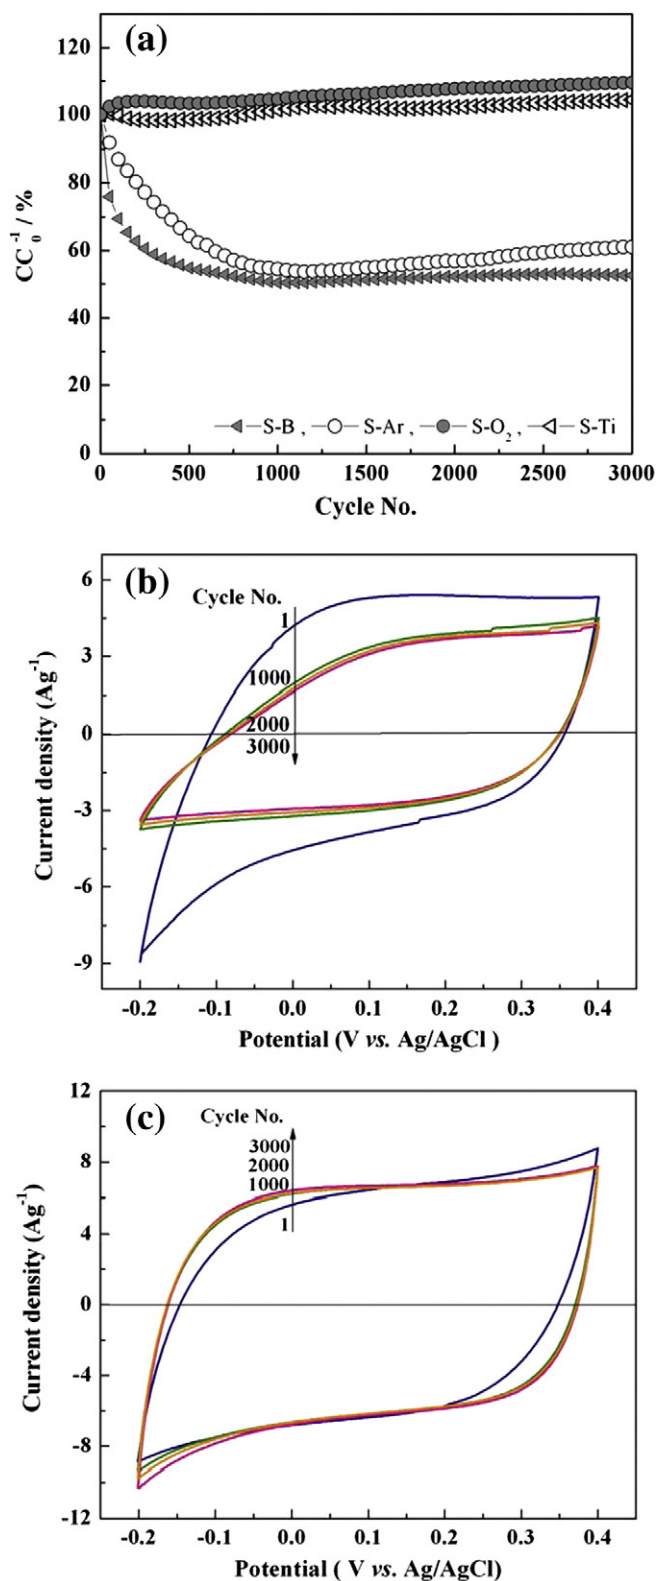 (a)
120
100
80
60
40
20
0
CC₀⁻¹ / %
S-B , S-Ar , S-O₂ , S-Ti
0 500 1000 1500 2000 2500 3000
Cycle No.
(b)
Cycle No.
1
1000
2000
3000
6
3
0
-3
-6
-9
Current density (Ag⁻¹)
-0.2 -0.1 0.0 0.1 0.2 0.3 0.4
Potential (V vs. Ag/AgCl )
(c)
Cycle No.
3000
2000
1000
1
12
8
4
0
-4
-8
-12
Current density (Ag⁻¹)
-0.2 -0.1 0.0 0.1 0.2 0.3 0.4
Potential ( V vs. Ag/AgCl)